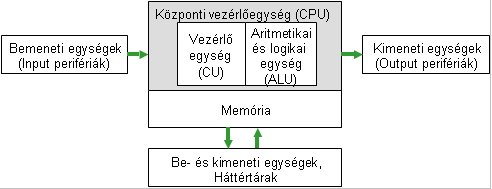 Központi vezérlőegység (CPU)
Bemeneti egységek
(Input perifériák)
Vezérlő
egység
(CU)
Aritmetikai
és logikai
egység
(ALU)
Kimeneti egységek
(Output perifériák)
Memória
Be- és kimeneti egységek,
Háttértárak